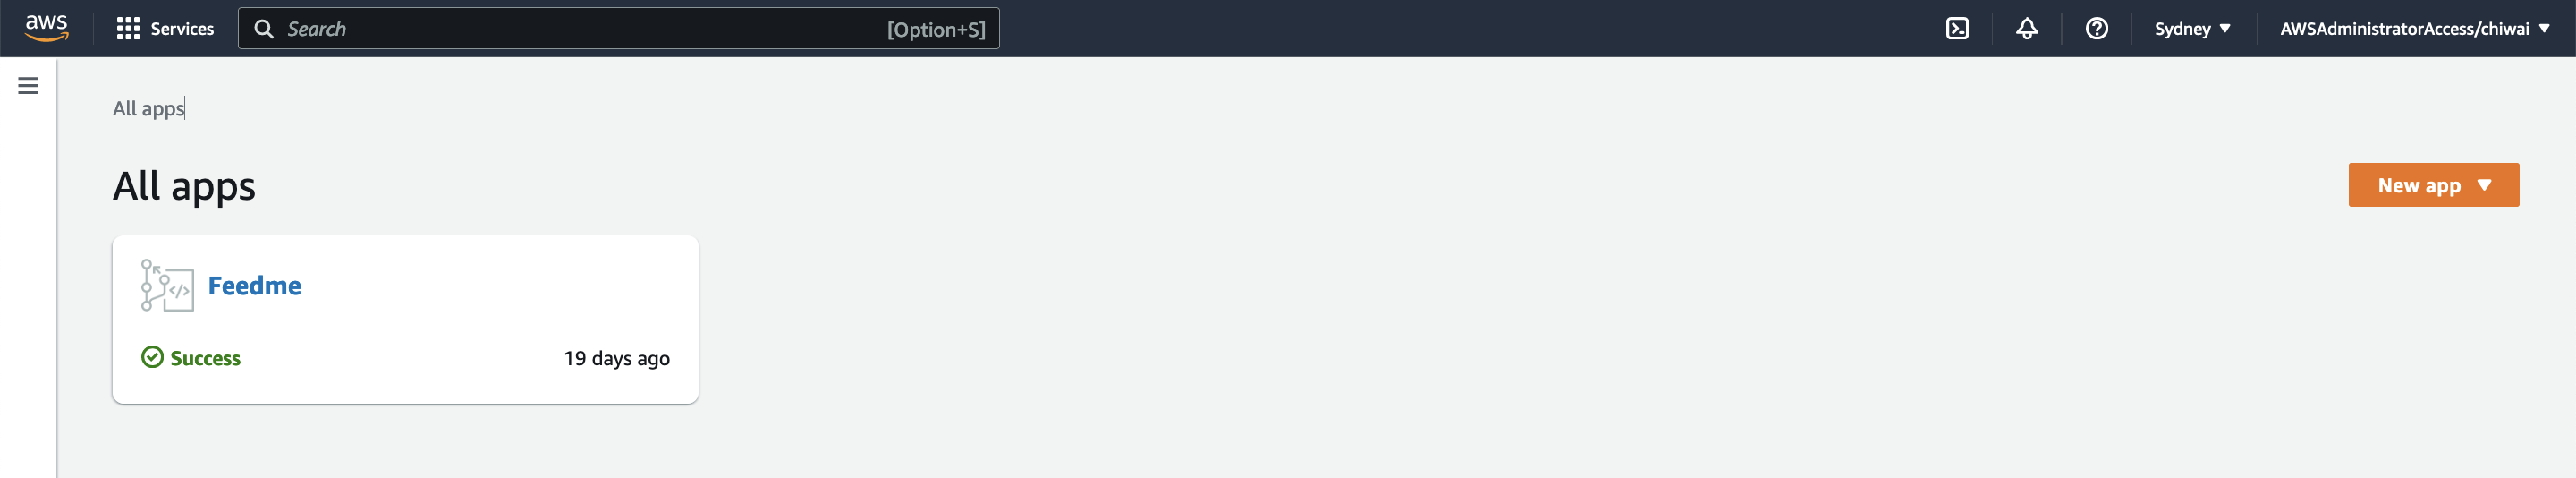 aws Services Search [Option+S] Sydney AWSAdministratorAccess/chiwai
All apps
All apps New app
Feedme
Success 19 days ago